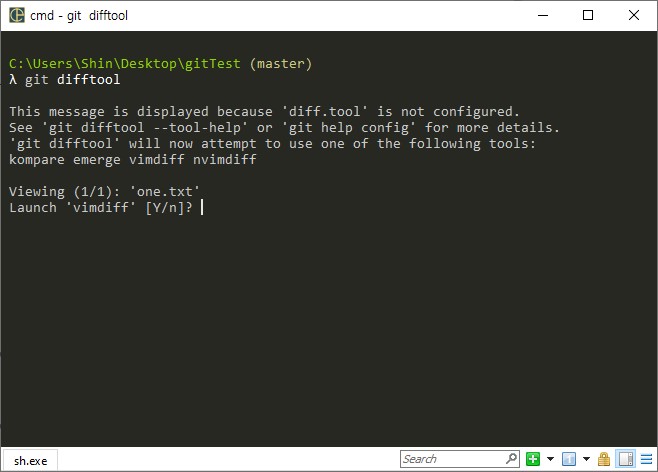 cmd - git  difftool
C:\Users\Shin\Desktop\gitTest (master)
λ git difftool
This message is displayed because 'diff.tool' is not configured.
See 'git difftool --tool-help' or 'git help config' for more details.
'git difftool' will now attempt to use one of the following tools:
kompare emerge vimdiff nvimdiff
Viewing (1/1): 'one.txt'
Launch 'vimdiff' [Y/n]?
sh.exe
Search